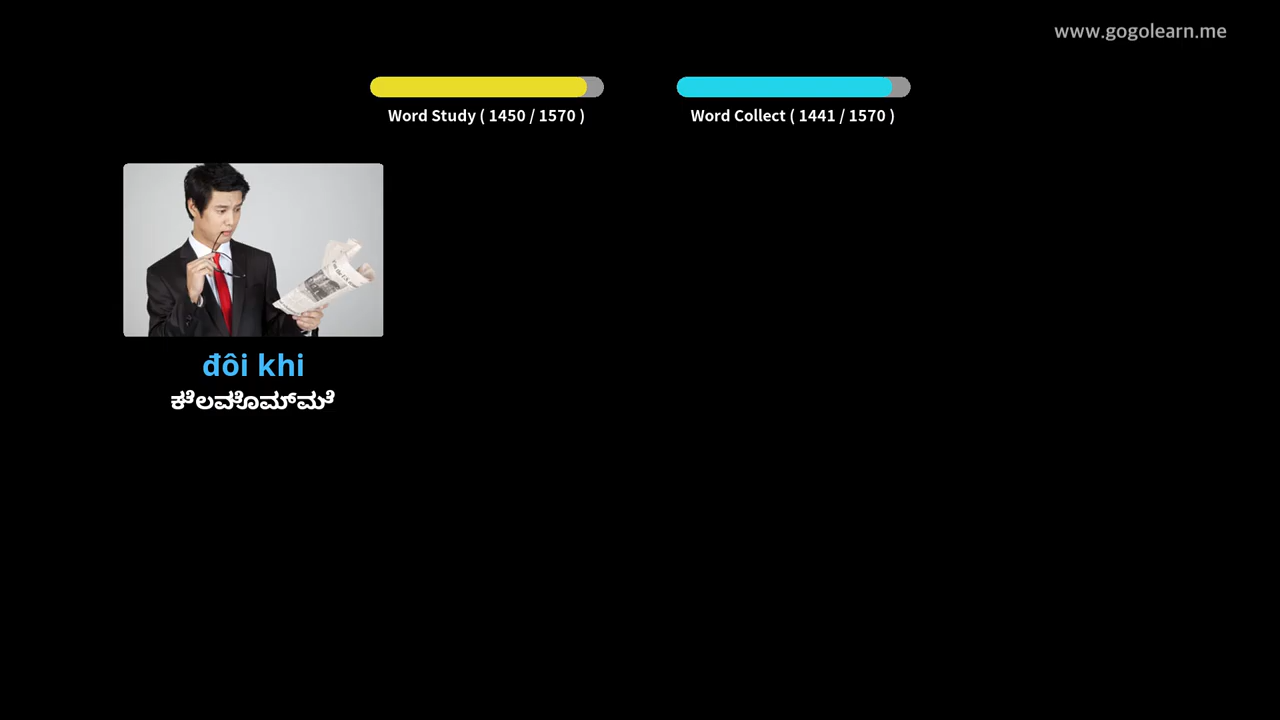 www.gogolearn.me
Word Study ( 1450 / 1570 )
Word Collect ( 1441 / 1570 )
đôi khi
ಕೆಲವೊಮ್ಮೆ